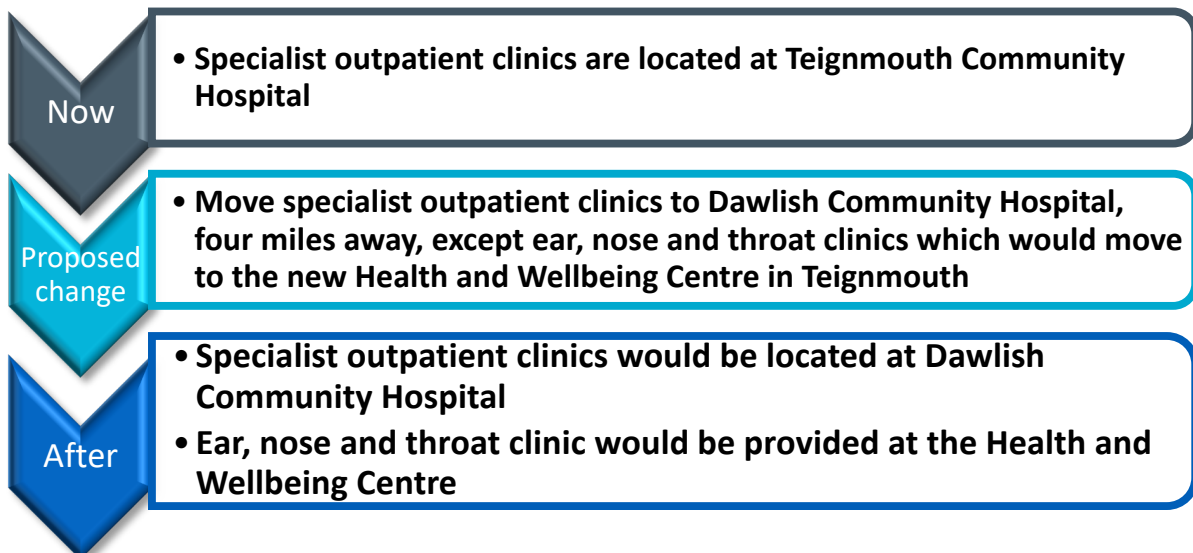 Now
• Specialist outpatient clinics are located at Teignmouth Community
Hospital
Proposed
change
• Move specialist outpatient clinics to Dawlish Community Hospital,
four miles away, except ear, nose and throat clinics which would move
to the new Health and Wellbeing Centre in Teignmouth
After
• Specialist outpatient clinics would be located at Dawlish
Community Hospital
• Ear, nose and throat clinic would be provided at the Health and
Wellbeing Centre